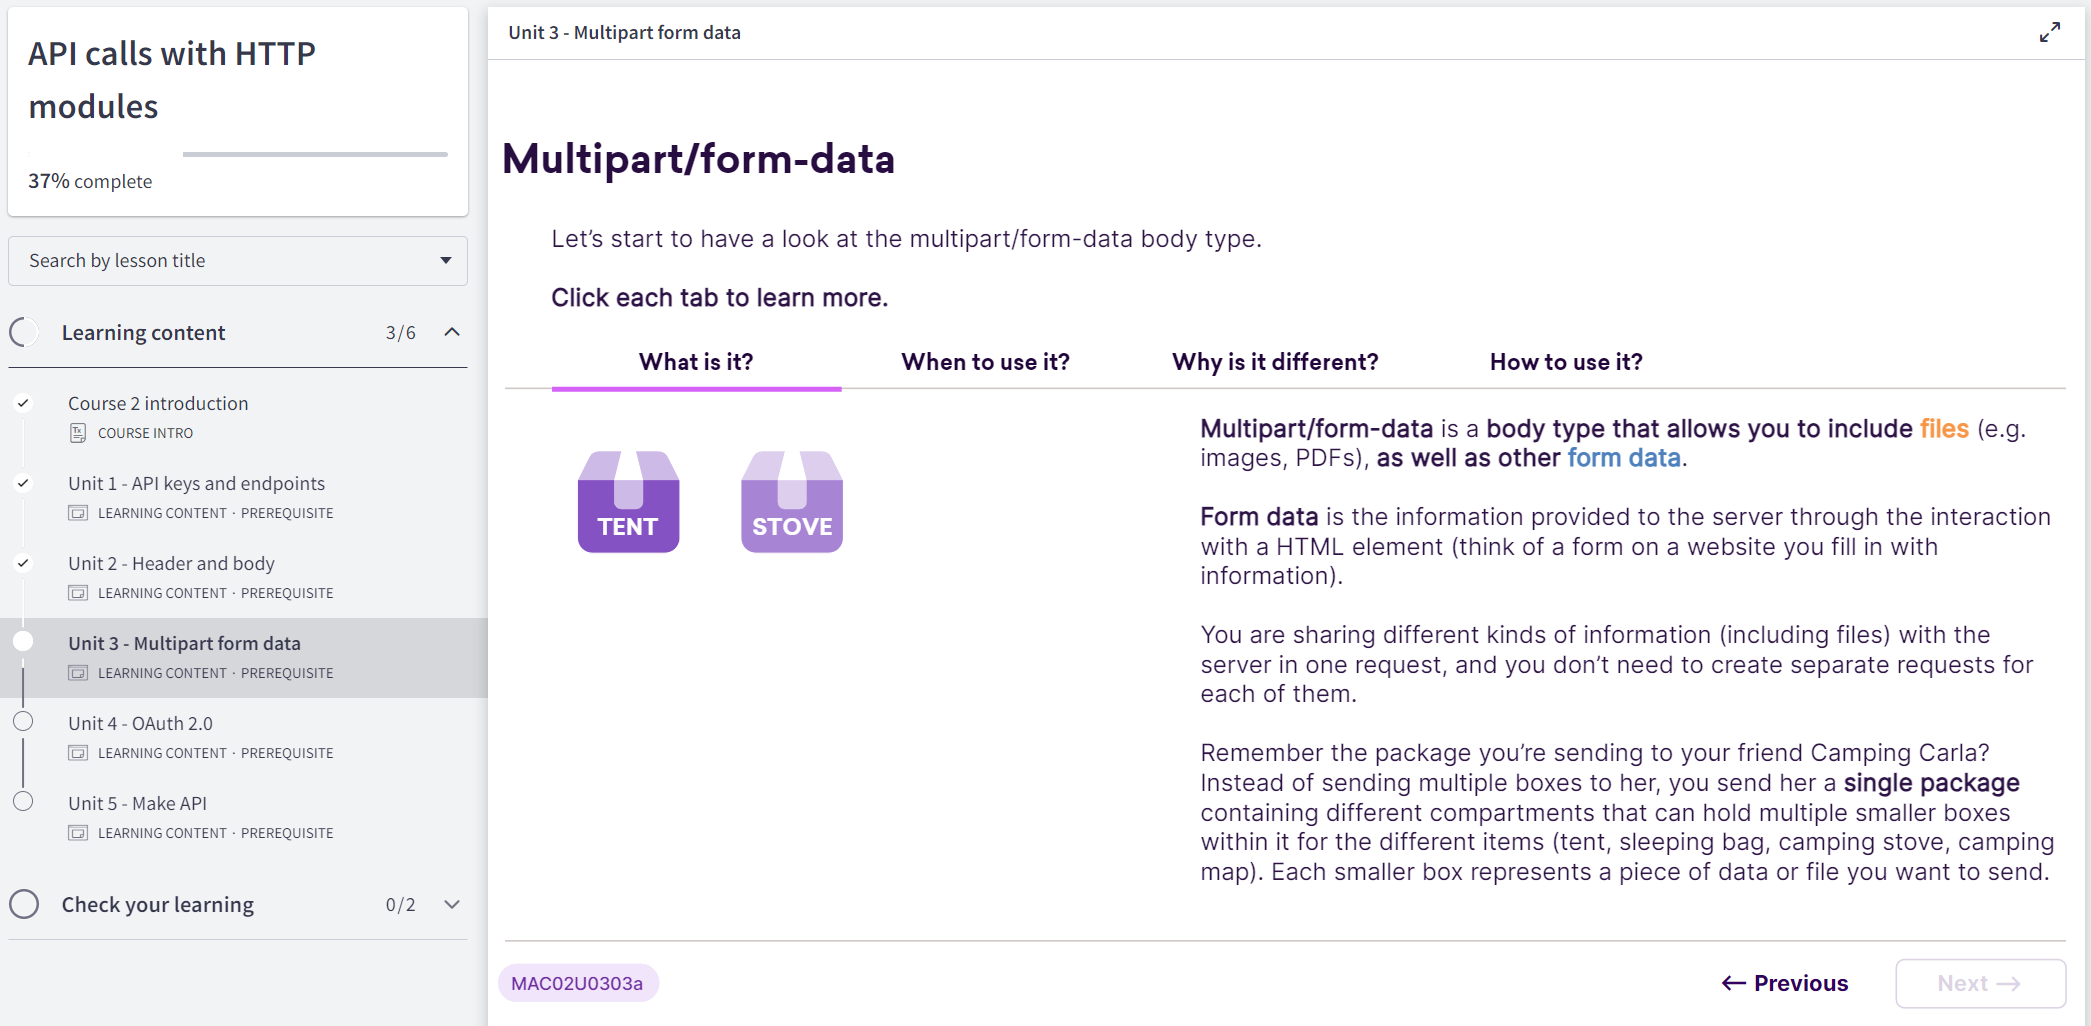 API calls with HTTP
modules
37% complete
Search by lesson title
Learning content 3/6
Course 2 introduction
COURSE INTRO
Unit 1 - API keys and endpoints
LEARNING CONTENT · PREREQUISITE
Unit 2 - Header and body
LEARNING CONTENT · PREREQUISITE
Unit 3 - Multipart form data
LEARNING CONTENT · PREREQUISITE
Unit 4 - OAuth 2.0
LEARNING CONTENT · PREREQUISITE
Unit 5 - Make API
LEARNING CONTENT · PREREQUISITE
Check your learning 0/2
Unit 3 - Multipart form data
Multipart/form-data
Let’s start to have a look at the multipart/form-data body type.
Click each tab to learn more.
What is it? When to use it? Why is it different? How to use it?
TENT STOVE
Multipart/form-data is a body type that allows you to include files (e.g.
images, PDFs), as well as other form data.
Form data is the information provided to the server through the interaction
with a HTML element (think of a form on a website you fill in with
information).
You are sharing different kinds of information (including files) with the
server in one request, and you don’t need to create separate requests for
each of them.
Remember the package you’re sending to your friend Camping Carla?
Instead of sending multiple boxes to her, you send her a single package
containing different compartments that can hold multiple smaller boxes
within it for the different items (tent, sleeping bag, camping stove, camping
map). Each smaller box represents a piece of data or file you want to send.
MAC02U0303a
← Previous
Next →